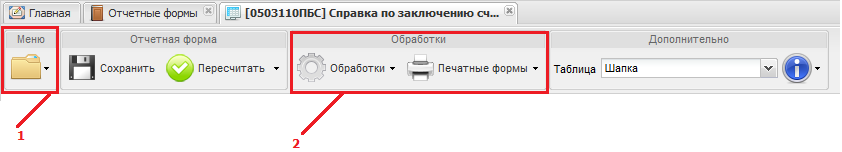 Главная Отчетные формы [0503110ПБС] Справка по заключению сч...
Меню Отчетная форма Обработки Дополнительно
Сохранить Пересчитать Обработки Печатные формы Таблица Шапка
1 2